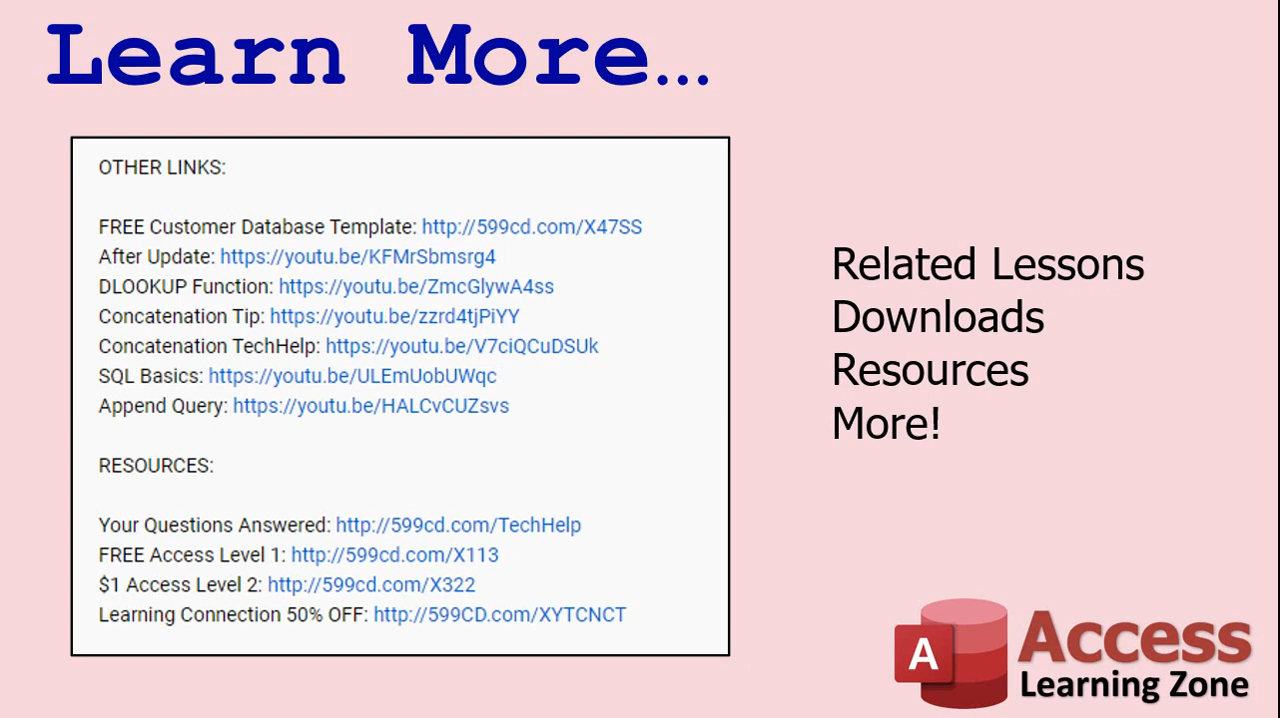 Learn More...
OTHER LINKS:
FREE Customer Database Template: http://599cd.com/X47SS
After Update: https://youtu.be/KFMrSbmsrg4
DLOOKUP Function: https://youtu.be/ZmcGlywA4ss
Concatenation Tip: https://youtu.be/zzrd4tjPiYY
Concatenation TechHelp: https://youtu.be/V7ciQCuDSUk
SQL Basics: https://youtu.be/ULEmUobUWqc
Append Query: https://youtu.be/HALCvCUZsvs
RESOURCES:
Your Questions Answered: http://599cd.com/TechHelp
FREE Access Level 1: http://599cd.com/X113
$1 Access Level 2: http://599cd.com/X322
Learning Connection 50% OFF: http://599CD.com/XYTCNCT
Related Lessons
Downloads
Resources
More!
A
Access
Learning Zone